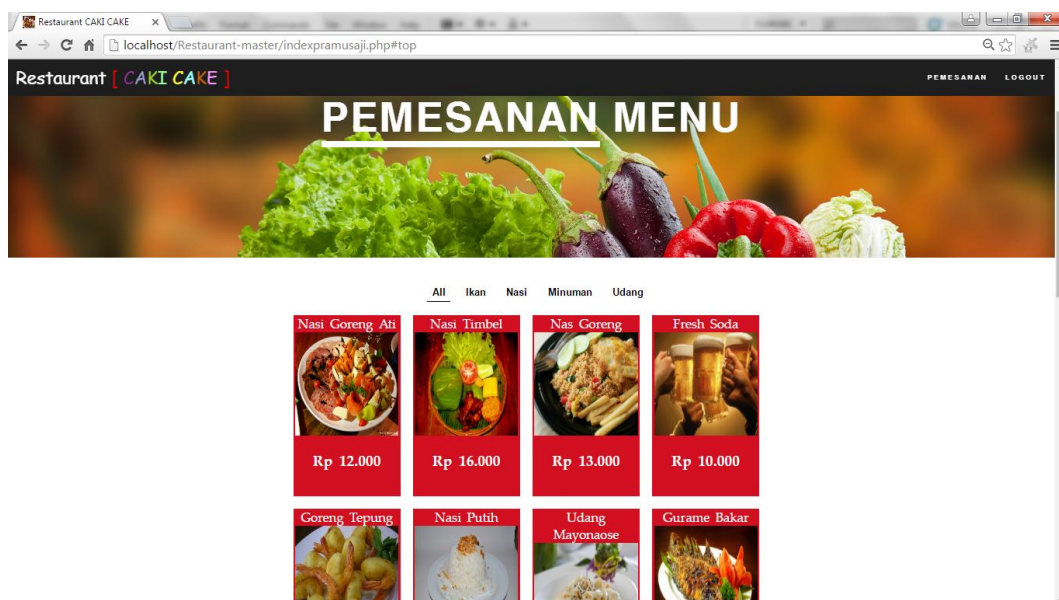 Restaurant CAKI CAKE
localhost/Restaurant-master/indexpramusaji.php#top
Restaurant [ CAKI CAKE ]
PEMESANAN LOGOUT
PEMESANAN MENU
All Ikan Nasi Minuman Udang
Nasi Goreng Ati Nasi Timbel Nas Goreng Fresh Soda
Rp 12.000 Rp 16.000 Rp 13.000 Rp 10.000
Goreng Tepung Nasi Putih Udang Gurame Bakar
Mayonaose